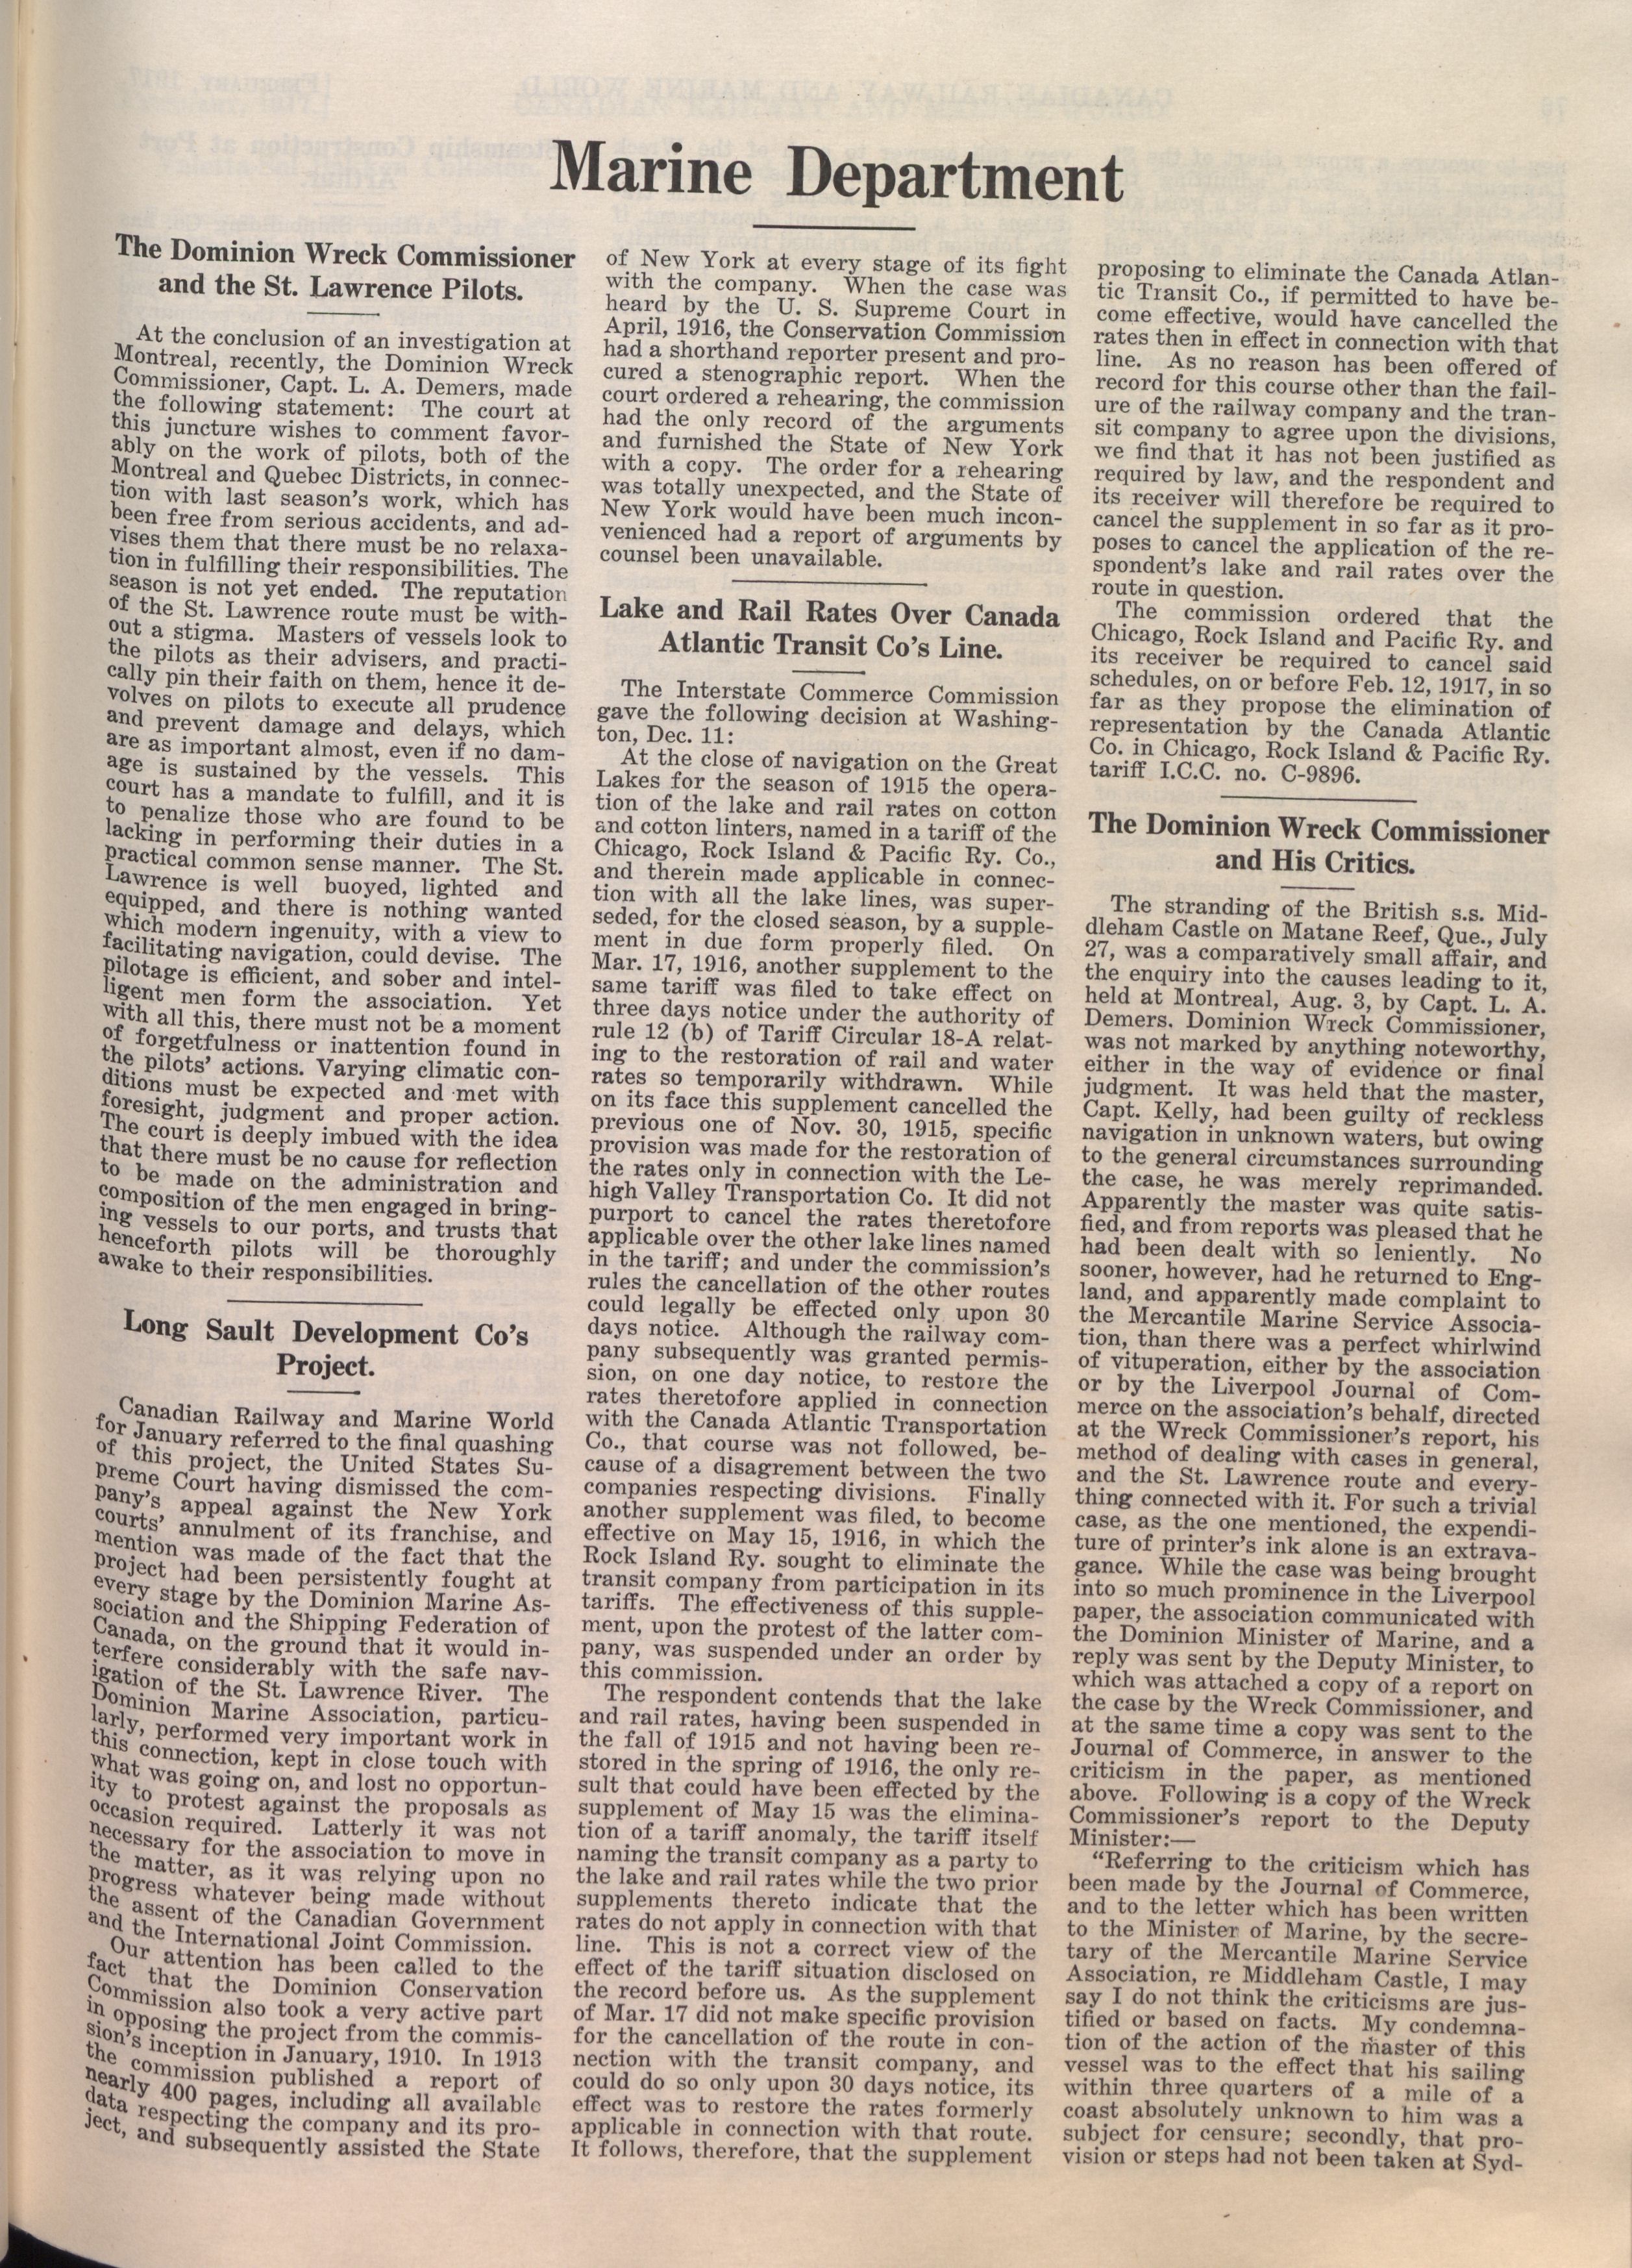 Marine Department
The Dominion Wreck Commissioner
and the St. Lawrence Pilots.
At the conclusion of an investigation at
Montreal, recently, the Dominion Wreck
Commissioner, Capt. L. A. Demers, made
the following statement: The court at
this juncture wishes to comment favor-
ably on the work of pilots, both of the
Montreal and Quebec Districts, in connec-
tion with last season's work, which has
been free from serious accidents, and ad-
vises them that there must be no relaxa-
tion in fulfilling their responsibilities. The
season is not yet ended. The reputation
of the St. Lawrence route must be with-
out a stigma. Masters of vessels look to
the pilots as their advisers, and practi-
cally pin their faith on them, hence it de-
volves on pilots to execute all prudence
and prevent damage and delays, which
are as important almost, even if no dam-
age is sustained by the vessels. This
court has a mandate to fulfill, and it is
to penalize those who are found to be
lacking in performing their duties in a
practical common sense manner. The St.
Lawrence is well buoyed, lighted and
equipped, and there is nothing wanted
which modern ingenuity, with a view to
facilitating navigation, could devise. The
pilotage is efficient, and sober and intel-
ligent men form the association. Yet
with all this, there must not be a moment
of forgetfulness or inattention found in
the pilots' actions. Varying climatic con-
ditions must be expected and met with
foresight, judgment and proper action.
The court is deeply imbued with the idea
that there must be no cause for reflection
to be made on the administration and
composition of the men engaged in bring-
ing vessels to our ports, and trusts that
henceforth pilots will be thoroughly
awake to their responsibilities.
Long Sault Development Co's
Project.
Canadian Railway and Marine World
for January referred to the final quashing
of this project, the United States Su-
preme Court having dismissed the com-
pany's appeal against the New York
courts' annulment of its franchise, and
mention was made of the fact that the
project had been persistently fought at
every stage by the Dominion Marine As-
sociation and the Shipping Federation of
Canada, on the ground that it would in-
terfere considerably with the safe nav-
igation of the St. Lawrence River. The
Dominion Marine Association, particu-
larly, performed very important work in
this connection, kept in close touch with
what was going on, and lost no opportun-
ity to protest against the proposals as
occasion required. Latterly it was not
necessary for the association to move in
the matter, as it was relying upon no
progress whatever being made without
the assent of the Canadian Government
and the International Joint Commission.
Our attention has been called to the
fact that the Dominion Conservation
Commission also took a very active part
in opposing the project from the commis-
sion's inception in January, 1910. In 1913
the commission published a report of
nearly 400 pages, including all available
data respecting the company and its pro-
ject, and subsequently assisted the State
of New York at every stage of its fight
with the company. When the case was
heard by the U. S. Supreme Court in
April, 1916, the Conservation Commission
had a shorthand reporter present and pro-
cured a stenographic report. When the
court ordered a rehearing, the commission
had the only record of the arguments
and furnished the State of New York
with a copy. The order for a rehearing
was totally unexpected, and the State of
New York would have been much incon-
venienced had a report of arguments by
counsel been unavailable.
Lake and Rail Rates Over Canada
Atlantic Transit Co's Line.
The Interstate Commerce Commission
gave the following decision at Washing-
ton, Dec. 11:
At the close of navigation on the Great
Lakes for the season of 1915 the opera-
tion of the lake and rail rates on cotton
and cotton linters, named in a tariff of the
Chicago, Rock Island & Pacific Ry. Co.,
and therein made applicable in connec-
tion with all the lake lines, was super-
seded, for the closed season, by a supple-
ment in due form properly filed. On
Mar. 17, 1916, another supplement to the
same tariff was filed to take effect on
three days notice under the authority of
rule 12 (b) of Tariff Circular 18-A relat-
ing to the restoration of rail and water
rates so temporarily withdrawn. While
on its face this supplement cancelled the
previous one of Nov. 30, 1915, specific
provision was made for the restoration of
the rates only in connection with the Le-
high Valley Transportation Co. It did not
purport to cancel the rates theretofore
applicable over the other lake lines named
in the tariff; and under the commission's
rules the cancellation of the other routes
could legally be effected only upon 30
days notice. Although the railway com-
pany subsequently was granted permis-
sion, on one day notice, to restore the
rates theretofore applied in connection
with the Canada Atlantic Transportation
Co., that course was not followed, be-
cause of a disagrement between the two
companies respecting divisions. Finally
another supplement was filed, to become
effective on May 15, 1916, in which the
Rock Island Ry. sought to eliminate the
transit company from participation in its
tariffs. The effectiveness of this supple-
ment, upon the protest of the latter com-
pany, was suspended under an order by
this commission.
The respondent contends that the lake
and rail rates, having been suspended in
the fall of 1915 and not having been re-
stored in the spring of 1916, the only re-
sult that could have been effected by the
supplement of May 15 was the elimina-
tion of a tariff anomaly, the tariff itself
naming the transit company as a party to
the lake and rail rates while the two prior
supplements thereto indicate that the
rates do not apply in connection with that
line. This is not a correct view of the
effect of the tariff situation disclosed on
the record before us. As the supplement
of Mar. 17 did not make specific provision
for the cancellation of the route in con-
nection with the transit company, and
could do so only upon 30 days notice, its
effect was to restore the rates formerly
applicable in connection with that route.
It follows, therefore, that the supplement
proposing to eliminate the Canada Atlan-
tic Transit Co., if permitted to have be-
come effective, would have cancelled the
rates then in effect in connection with that
line. As no reason has been offered of
record for this course other than the fail-
ure of the railway company and the tran-
sit company to agree upon the divisions,
we find that it has not been justified as
required by law, and the respondent and
its receiver will therefore be required to
cancel the supplement in so far as it pro-
poses to cancel the application of the re-
spondent's lake and rail rates over the
route in question.
The commission ordered that the
Chicago, Rock Island and Pacific Ry. and
its receiver be required to cancel said
schedules, on or before Feb. 12, 1917, in so
far as they propose the elimination of
representation by the Canada Atlantic
Co. in Chicago, Rock Island & Pacific Ry.
tariff I.C.C. no. C-9896.
The Dominion Wreck Commissioner
and His Critics.
The stranding of the British s.s. Mid-
dleham Castle on Matane Reef, Que., July
27, was a comparatively small affair, and
the enquiry into the causes leading to it,
held at Montreal, Aug. 3, by Capt. L. A.
Demers. Dominion Wreck Commissioner,
was not marked by anything noteworthy,
either in the way of evidence or final
judgment. It was held that the master,
Capt. Kelly, had been guilty of reckless
navigation in unknown waters, but owing
to the general circumstances surrounding
the case, he was merely reprimanded.
Apparently the master was quite satis-
fied, and from reports was pleased that he
had been dealt with so leniently. No
sooner, however, had he returned to Eng-
land, and apparently made complaint to
the Mercantile Marine Service Associa-
tion, than there was a perfect whirlwind
of vituperation, either by the association
or by the Liverpool Journal of Com-
merce on the association's behalf, directed
at the Wreck Commissioner's report, his
method of dealing with cases in general,
and the St. Lawrence route and every-
thing connected with it. For such a trivial
case, as the one mentioned, the expendi-
ture of printer's ink alone is an extrava-
gance. While the case was being brought
into so much prominence in the Liverpool
paper, the association communicated with
the Dominion Minister of Marine, and a
reply was sent by the Deputy Minister, to
which was attached a copy of a report on
the case by the Wreck Commissioner, and
at the same time a copy was sent to the
Journal of Commerce, in answer to the
criticism in the paper, as mentioned
above. Following is a copy of the Wreck
Commissioner's report to the Deputy
Minister:—
"Referring to the criticism which has
been made by the Journal of Commerce,
and to the letter which has been written
to the Minister of Marine, by the secre-
tary of the Mercantile Marine Service
Association, re Middleham Castle, I may
say I do not think the criticisms are jus-
tified or based on facts. My condemna-
tion of the action of the master of this
vessel was to the effect that his sailing
within three quarters of a mile of a
coast absolutely unknown to him was a
subject for censure; secondly, that pro-
vision or steps had not been taken at Syd-